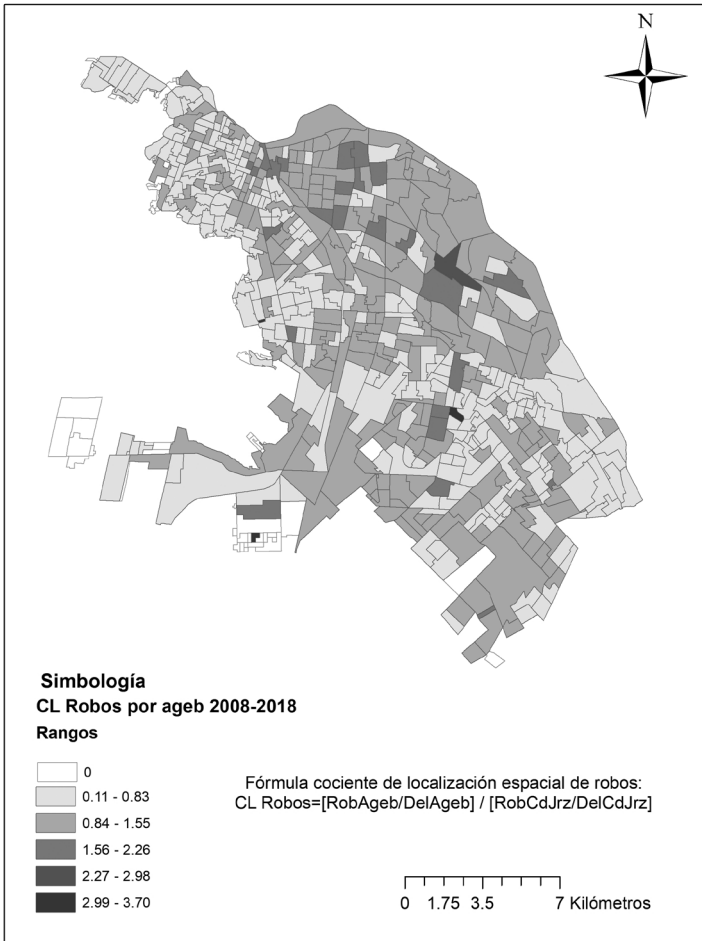 N
Simbología
CL Robos por ageb 2008-2018
Rangos
0
0.11 - 0.83
0.84 - 1.55
1.56 - 2.26
2.27 - 2.98
2.99 - 3.70
Fórmula cociente de localización espacial de robos:
CL Robos=[RobAgeb/DelAgeb] / [RobCdJrz/DelCdJrz]
0 1.75 3.5 7 Kilómetros